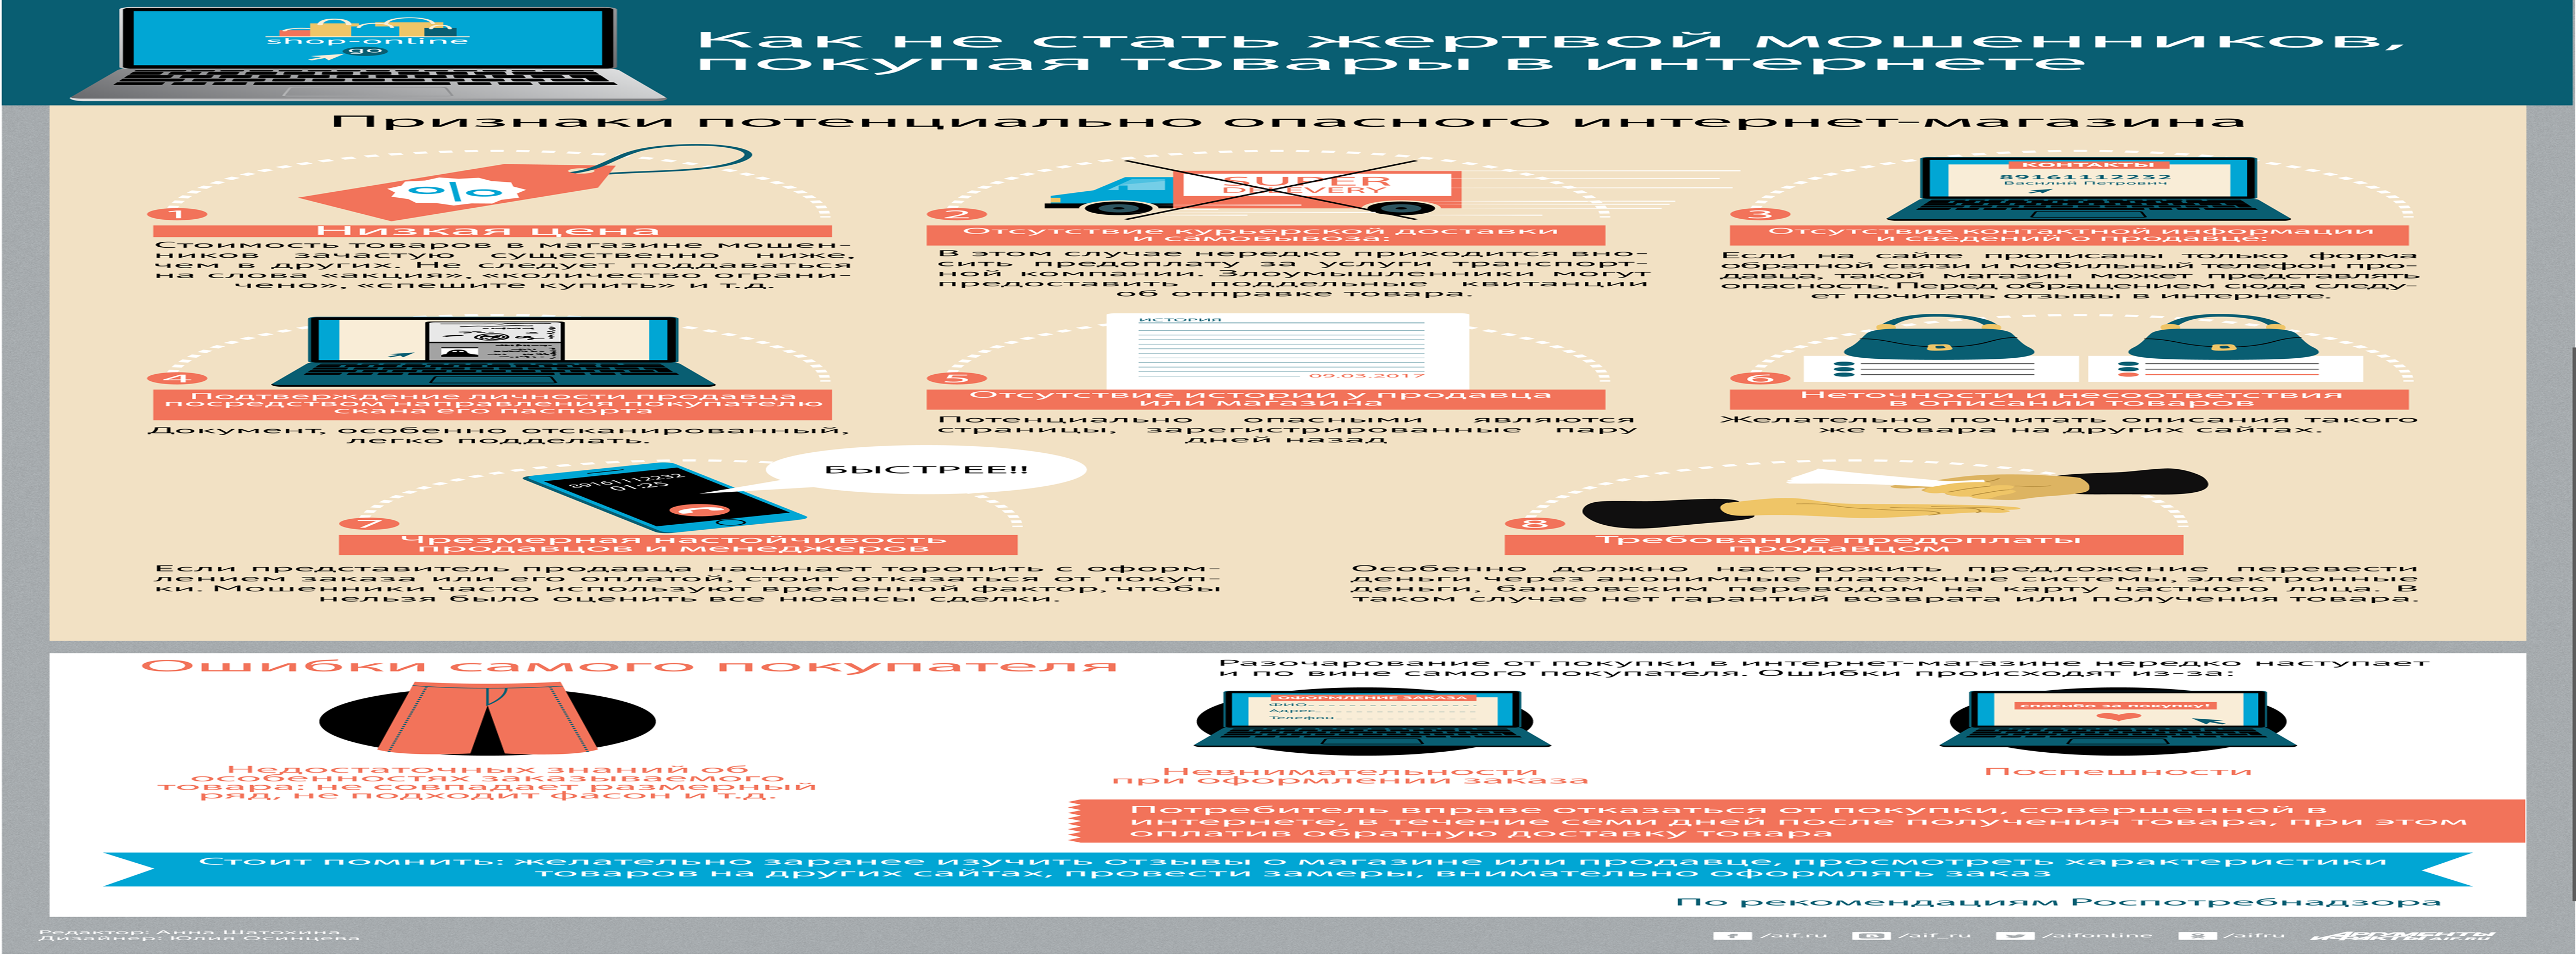 shop-online
go
Как не стать жертвой мошенников,
покупая товары в интернете
Признаки потенциально опасного интернет-магазина
%
1
Низкая цена
Стоимость товаров в магазине мошен-
ников зачастую существенно ниже,
чем в других. Не следует поддаваться
на слова «акция», «количество ограни-
чено», «спешите купить» и т.д.
SUPER
DELEVERY
2
Отсутствие курьерской доставки
и самовывоза:
В этом случае нередко приходится вно-
сить предоплату за услуги транспорт-
ной компании. Злоумышленники могут
предоставить поддельные квитанции
об отправке товара.
КОНТАКТЫ
89161112232
Василий Петрович
3
Отсутствие контактной информации
и сведений о продавце:
Если на сайте прописаны только форма
обратной связи и мобильный телефон про-
давца, такой магазин может представлять
опасность. Перед обращением сюда следу-
ет почитать отзывы в интернете.
4
Подтверждение личности продавца
посредством направления покупателю
скана его паспорта
Документ, особенно отсканированный,
легко подделать.
ИСТОРИЯ
09.03.2017
5
Отсутствие истории у продавца
или магазина
Потенциально опасными являются
страницы, зарегистрированные пару
дней назад
6
Неточности и несоответствия
в описании товаров
Желательно почитать описания такого
же товара на других сайтах.
89161112232
01:25
БЫСТРЕЕ!!
7
Чрезмерная настойчивость
продавцов и менеджеров
Если представитель продавца начинает торопить с оформ-
лением заказа или его оплатой, стоит отказаться от покуп-
ки. Мошенники часто используют временной фактор, чтобы
нельзя было оценить все нюансы сделки.
8
Требование предоплаты
продавцом
Особенно должно насторожить предложение перевести
деньги через анонимные платежные системы, электронные
деньги, банковским переводом на карту частного лица. В
таком случае нет гарантий возврата или получения товара.
Ошибки самого покупателя
Разочарование от покупки в интернет-магазине нередко наступает
и по вине самого покупателя. Ошибки происходят из-за:
Недостаточных знаний об
особенностях заказываемого
товара: не совпадает размерный
ряд, не подходит фасон и т.д.
ОФОРМЛЕНИЕ ЗАКАЗА
ФИО
Адрес
Телефон
Невнимательности
при оформлении заказа
спасибо за покупку!
Поспешности
Потребитель вправе отказаться от покупки, совершенной в
интернете, в течение семи дней после получения товара, при этом
оплатив обратную доставку товара
Стоит помнить: желательно заранее изучить отзывы о магазине или продавце, просмотреть характеристики
товаров на других сайтах, провести замеры, внимательно оформлять заказ
По рекомендациям Роспотребнадзора
Редактор: Анна Шатохина
Дизайнер: Юлия Осинцева
/aif.ru
/aif_ru
/aifonline
/aifru
АРГУМЕНТЫ
И ФАКТЫ AIF.RU